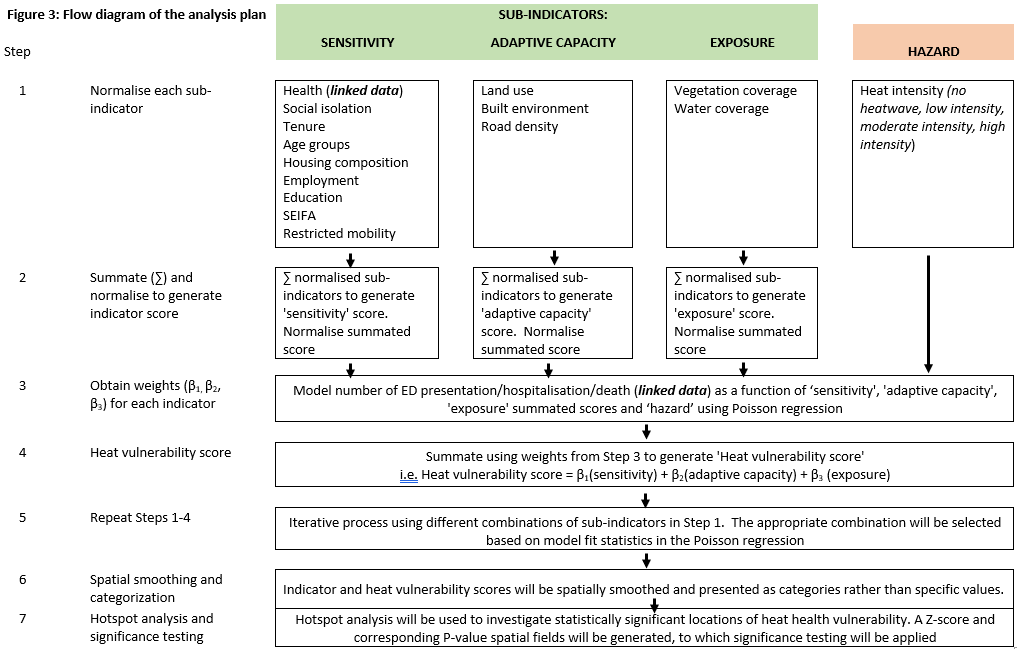 Figure 3: Flow diagram of the analysis plan
SUB-INDICATORS:
SENSITIVITY
ADAPTIVE CAPACITY
EXPOSURE
HAZARD
Step
1
Normalise each sub-
indicator
Health (linked data)
Social isolation
Tenure
Age groups
Housing composition
Employment
Education
SEIFA
Restricted mobility
Land use
Built environment
Road density
Vegetation coverage
Water coverage
Heat intensity (no
heatwave, low intensity,
moderate intensity, high
intensity)
2
Summate (∑) and
normalise to generate
indicator score
∑ normalised sub-
indicators to generate
'sensitivity' score.
Normalise summated
score
∑ normalised sub-
indicators to generate
'adaptive capacity'
score.  Normalise
summated score
∑ normalised sub-
indicators to generate
'exposure' score.
Normalise summated
score
3
Obtain weights (β₁, β₂,
β₃) for each indicator
Model number of ED presentation/hospitalisation/death (linked data) as a function of ‘sensitivity', 'adaptive capacity',
'exposure' summated scores and ‘hazard’ using Poisson regression
4
Heat vulnerability score
Summate using weights from Step 3 to generate 'Heat vulnerability score'
i.e. Heat vulnerability score = β₁(sensitivity) + β₂(adaptive capacity) + β₃ (exposure)
5
Repeat Steps 1-4
Iterative process using different combinations of sub-indicators in Step 1.  The appropriate combination will be selected
based on model fit statistics in the Poisson regression
6
Spatial smoothing and
categorization
Indicator and heat vulnerability scores will be spatially smoothed and presented as categories rather than specific values.
7
Hotspot analysis and
significance testing
Hotspot analysis will be used to investigate statistically significant locations of heat health vulnerability. A Z-score and
corresponding P-value spatial fields will be generated, to which significance testing will be applied